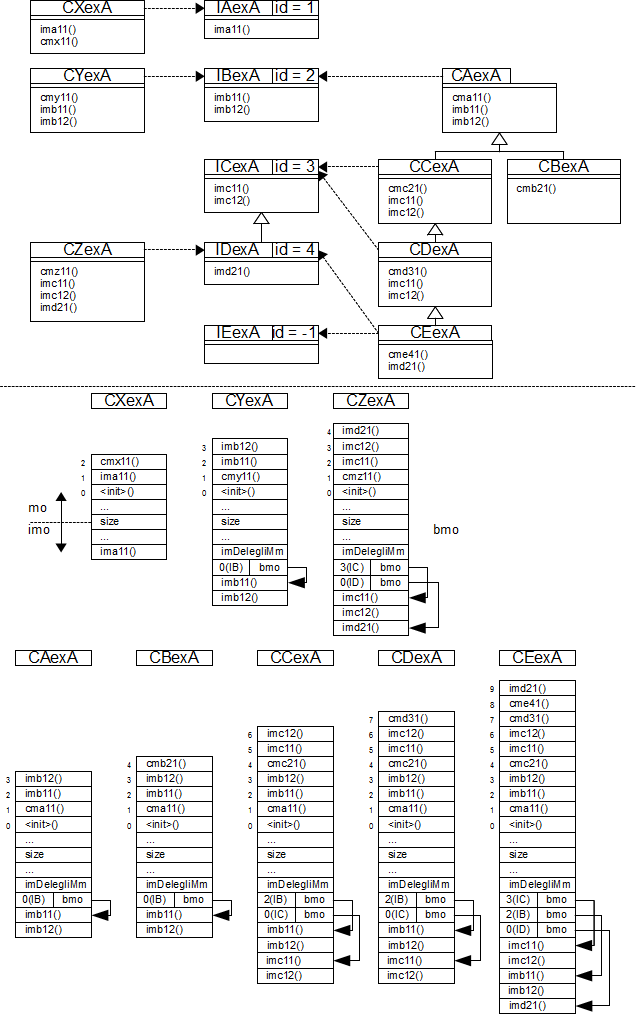 CXexA
IAexA id = 1
ima11()
cmx11()
ima11()
CYexA
IBexA id = 2
CAexA
cmy11()
imb11()
imb12()
imb11()
imb12()
cma11()
imb11()
imb12()
ICexA id = 3
CCexA
CBexA
imc11()
imc12()
cmc21()
imc11()
imc12()
cmb21()
CZexA
IDexA id = 4
CDexA
cmz11()
imc11()
imc12()
imd21()
imd21()
cmd31()
imc11()
imc12()
IEexA id = -1
CEexA
cme41()
imd21()
CXexA
2 cmx11()
1 ima11()
0 <init>()
...
size
...
ima11()
mo
imo
CYexA
3 imb12()
2 imb11()
1 cmy11()
0 <init>()
...
size
...
imDelegliMm
0(IB) bmo
imb11()
imb12()
CZexA
4 imd21()
3 imc12()
2 imc11()
1 cmz11()
0 <init>()
...
size
...
imDelegliMm
3(IC) bmo
0(ID) bmo
imc11()
imc12()
imd21()
bmo
CAexA
3 imb12()
2 imb11()
1 cma11()
0 <init>()
...
size
...
imDelegliMm
0(IB) bmo
imb11()
imb12()
CBexA
4 cmb21()
3 imb12()
2 imb11()
1 cma11()
0 <init>()
...
size
...
imDelegliMm
0(IB) bmo
imb11()
imb12()
CCexA
6 imc12()
5 imc11()
4 cmc21()
3 imb12()
2 imb11()
1 cma11()
0 <init>()
...
size
...
imDelegliMm
2(IB) bmo
0(IC) bmo
imb11()
imb12()
imc11()
imc12()
CDexA
7 cmd31()
6 imc12()
5 imc11()
4 cmc21()
3 imb12()
2 imb11()
1 cma11()
0 <init>()
...
size
...
imDelegliMm
2(IB) bmo
0(IC) bmo
imb11()
imb12()
imc11()
imc12()
CEexA
9 imd21()
8 cme41()
7 cmd31()
6 imc12()
5 imc11()
4 cmc21()
3 imb12()
2 imb11()
1 cma11()
0 <init>()
...
size
...
imDelegliMm
3(IC) bmo
2(IB) bmo
0(ID) bmo
imc11()
imc12()
imb11()
imb12()
imd21()